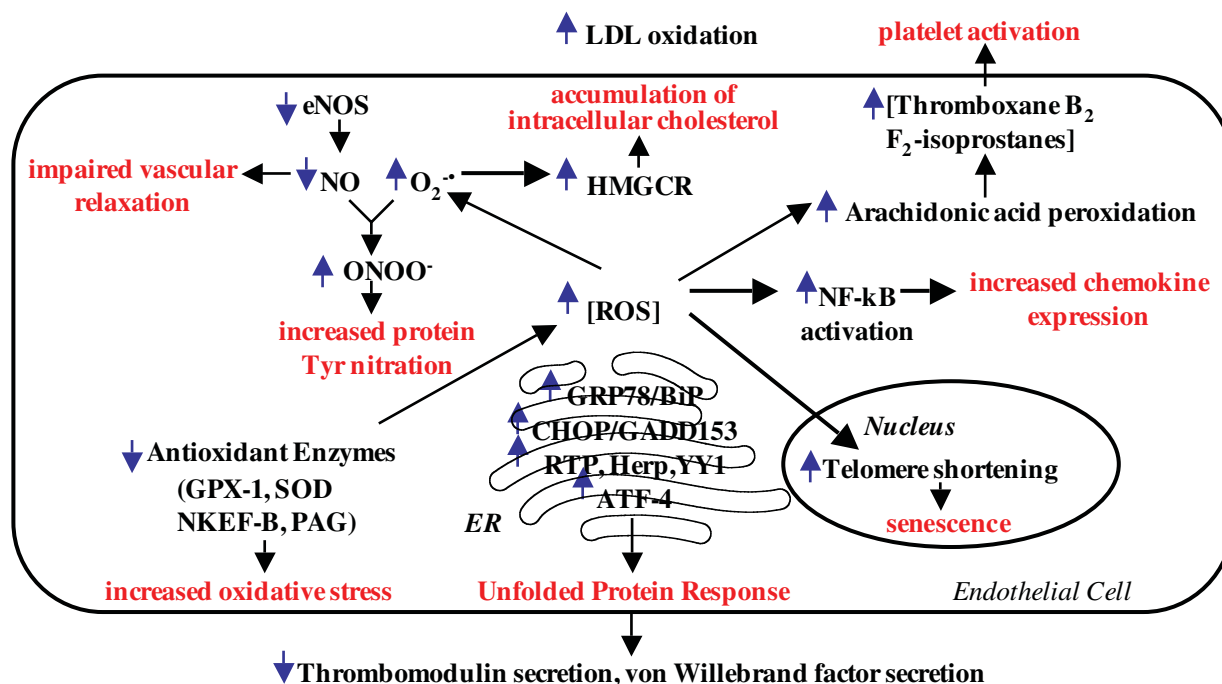 LDL oxidation
platelet activation
eNOS
accumulation of
intracellular cholesterol
[Thromboxane B₂
F₂-isoprostanes]
impaired vascular
relaxation
NO
O₂⁻•
HMGCR
Arachidonic acid peroxidation
ONOO⁻
[ROS]
NF-kB
activation
increased chemokine
expression
increased protein
Tyr nitration
GRP78/BiP
CHOP/GADD153
RTP, Herp, YY1
ATF-4
ER
Nucleus
Telomere shortening
senescence
Antioxidant Enzymes
(GPX-1, SOD
NKEF-B, PAG)
increased oxidative stress
Unfolded Protein Response
Endothelial Cell
Thrombomodulin secretion, von Willebrand factor secretion